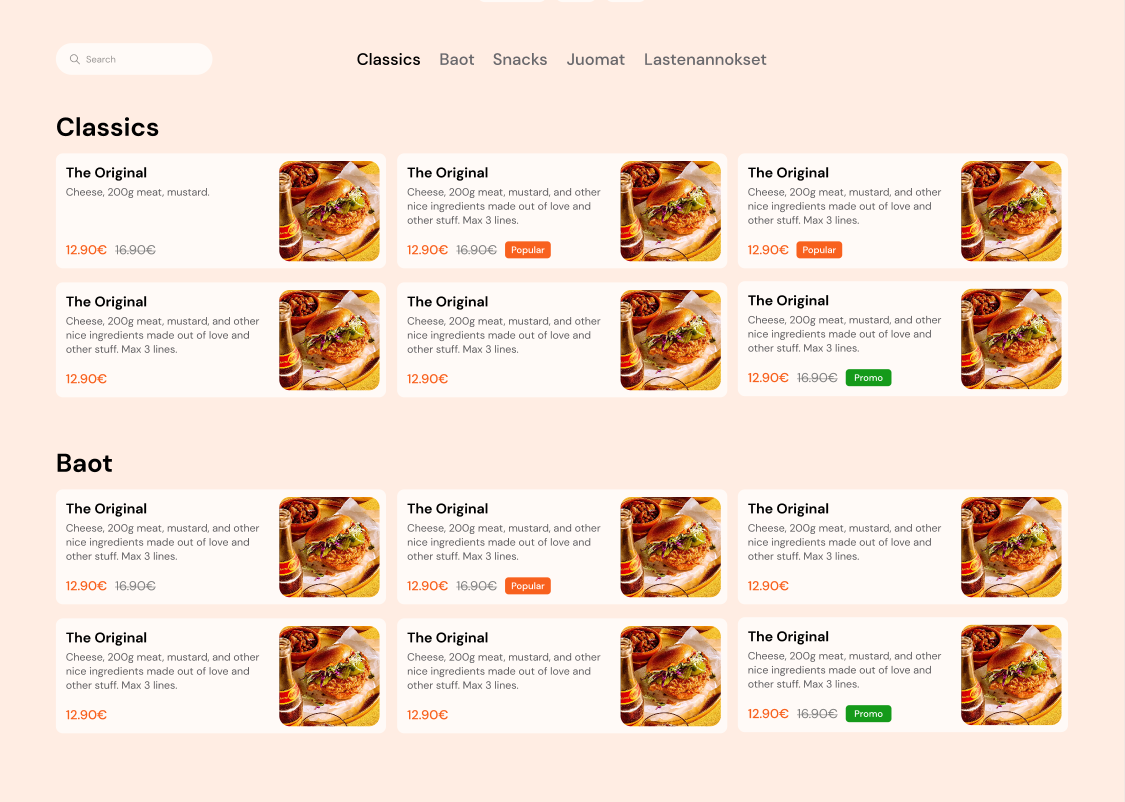 Search
Classics Baot Snacks Juomat Lastenannokset
Classics
The Original
Cheese, 200g meat, mustard.
12.90€ 16.90€
The Original
Cheese, 200g meat, mustard, and other
nice ingredients made out of love and
other stuff. Max 3 lines.
12.90€ 16.90€ Popular
The Original
Cheese, 200g meat, mustard, and other
nice ingredients made out of love and
other stuff. Max 3 lines.
12.90€ Popular
The Original
Cheese, 200g meat, mustard, and other
nice ingredients made out of love and
other stuff. Max 3 lines.
12.90€
The Original
Cheese, 200g meat, mustard, and other
nice ingredients made out of love and
other stuff. Max 3 lines.
12.90€
The Original
Cheese, 200g meat, mustard, and other
nice ingredients made out of love and
other stuff. Max 3 lines.
12.90€ 16.90€ Promo
Baot
The Original
Cheese, 200g meat, mustard, and other
nice ingredients made out of love and
other stuff. Max 3 lines.
12.90€ 16.90€
The Original
Cheese, 200g meat, mustard, and other
nice ingredients made out of love and
other stuff. Max 3 lines.
12.90€ 16.90€ Popular
The Original
Cheese, 200g meat, mustard, and other
nice ingredients made out of love and
other stuff. Max 3 lines.
12.90€
The Original
Cheese, 200g meat, mustard, and other
nice ingredients made out of love and
other stuff. Max 3 lines.
12.90€
The Original
Cheese, 200g meat, mustard, and other
nice ingredients made out of love and
other stuff. Max 3 lines.
12.90€
The Original
Cheese, 200g meat, mustard, and other
nice ingredients made out of love and
other stuff. Max 3 lines.
12.90€ 16.90€ Promo